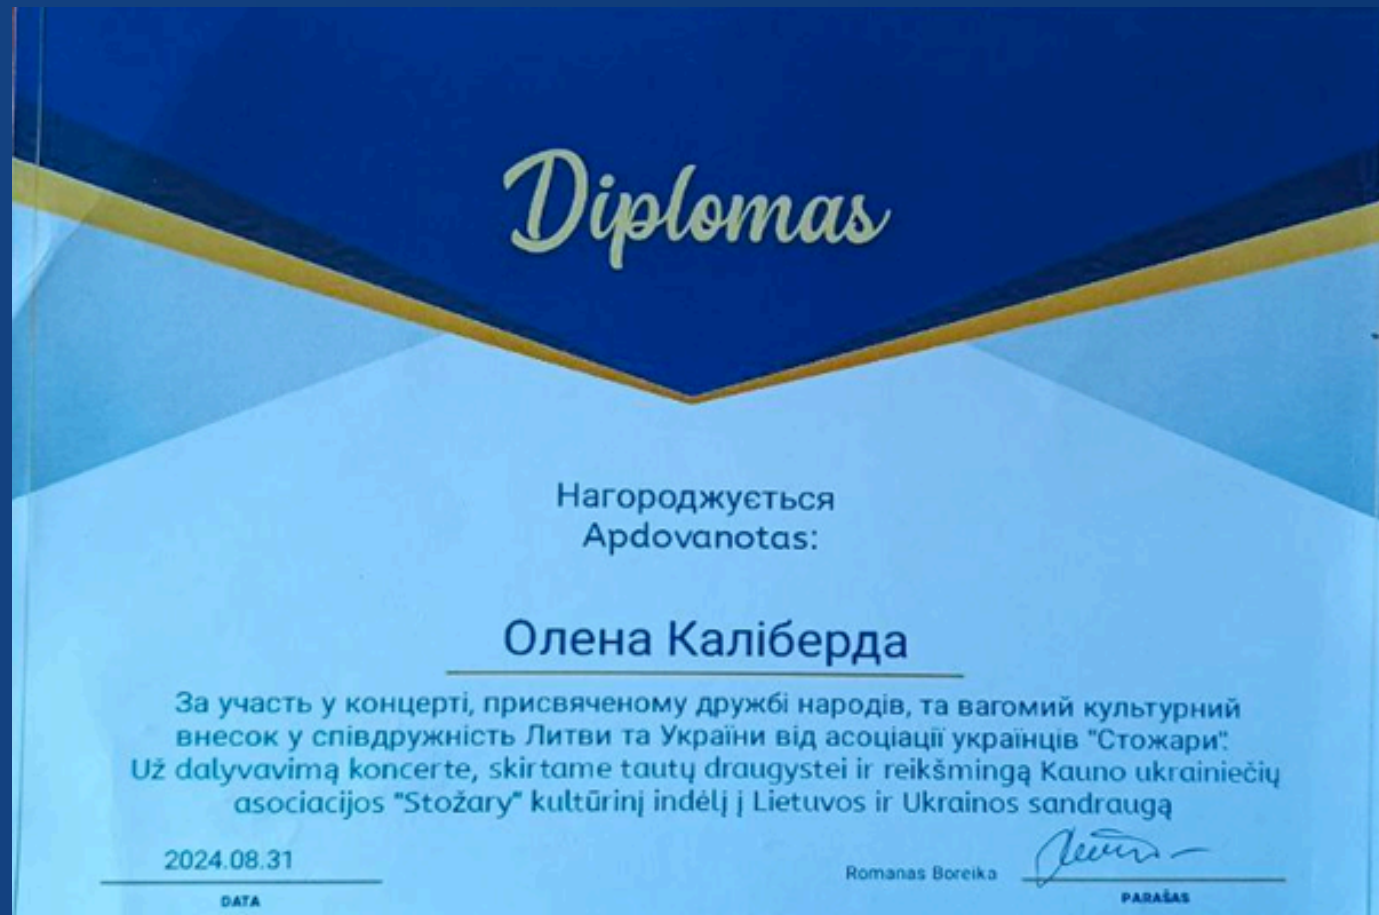 Diplomas
Нагороджується
Apdovanotas:
Олена Каліберда
За участь у концерті, присвяченому дружбі народів, та вагомий культурний
внесок у співдружність Литви та України від асоціації українців "Стожари".
Už dalyvavimą koncerte, skirtame tautų draugystei ir reikšmingą Kauno ukrainiečių
asociacijos "Stožary" kultūrinį indėlį į Lietuvos ir Ukrainos sandraugą
2024.08.31
Romanas Boreika
DATA
PARAŠAS